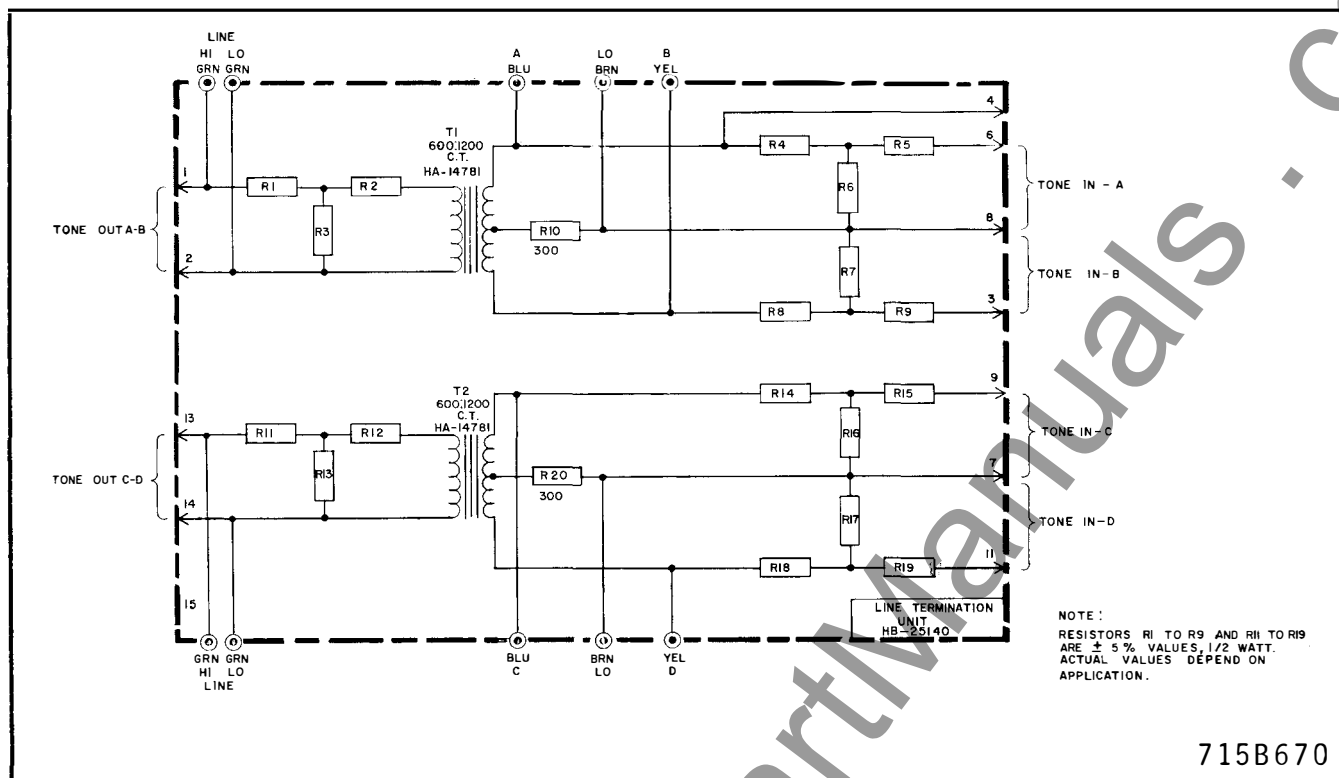 LINE
HI LO
GRN GRN
A
BLU
LO
BRN
B
YEL
4
T1
600:1200
C.T.
HA-14781
R4
R5
6
1
R1
R2
R6
TONE IN - A
R3
R10
300
8
TONE OUT A-B
2
R7
TONE IN-B
R8
R9
3
T2
600:1200
C.T.
HA-14781
R14
R15
9
13
R11
R12
R16
TONE IN-C
R13
R20
300
7
TONE OUT C-D
14
R17
TONE IN-D
R18
R19
11
15
LINE TERMINATION
UNIT
HB-25140
GRN GRN
HI LO
LINE
BLU
C
BRN
LO
YEL
D
NOTE:
RESISTORS R1 TO R9 AND R11 TO R19
ARE ± 5% VALUES, 1/2 WATT.
ACTUAL VALUES DEPEND ON
APPLICATION.
715B670
artManuals . c